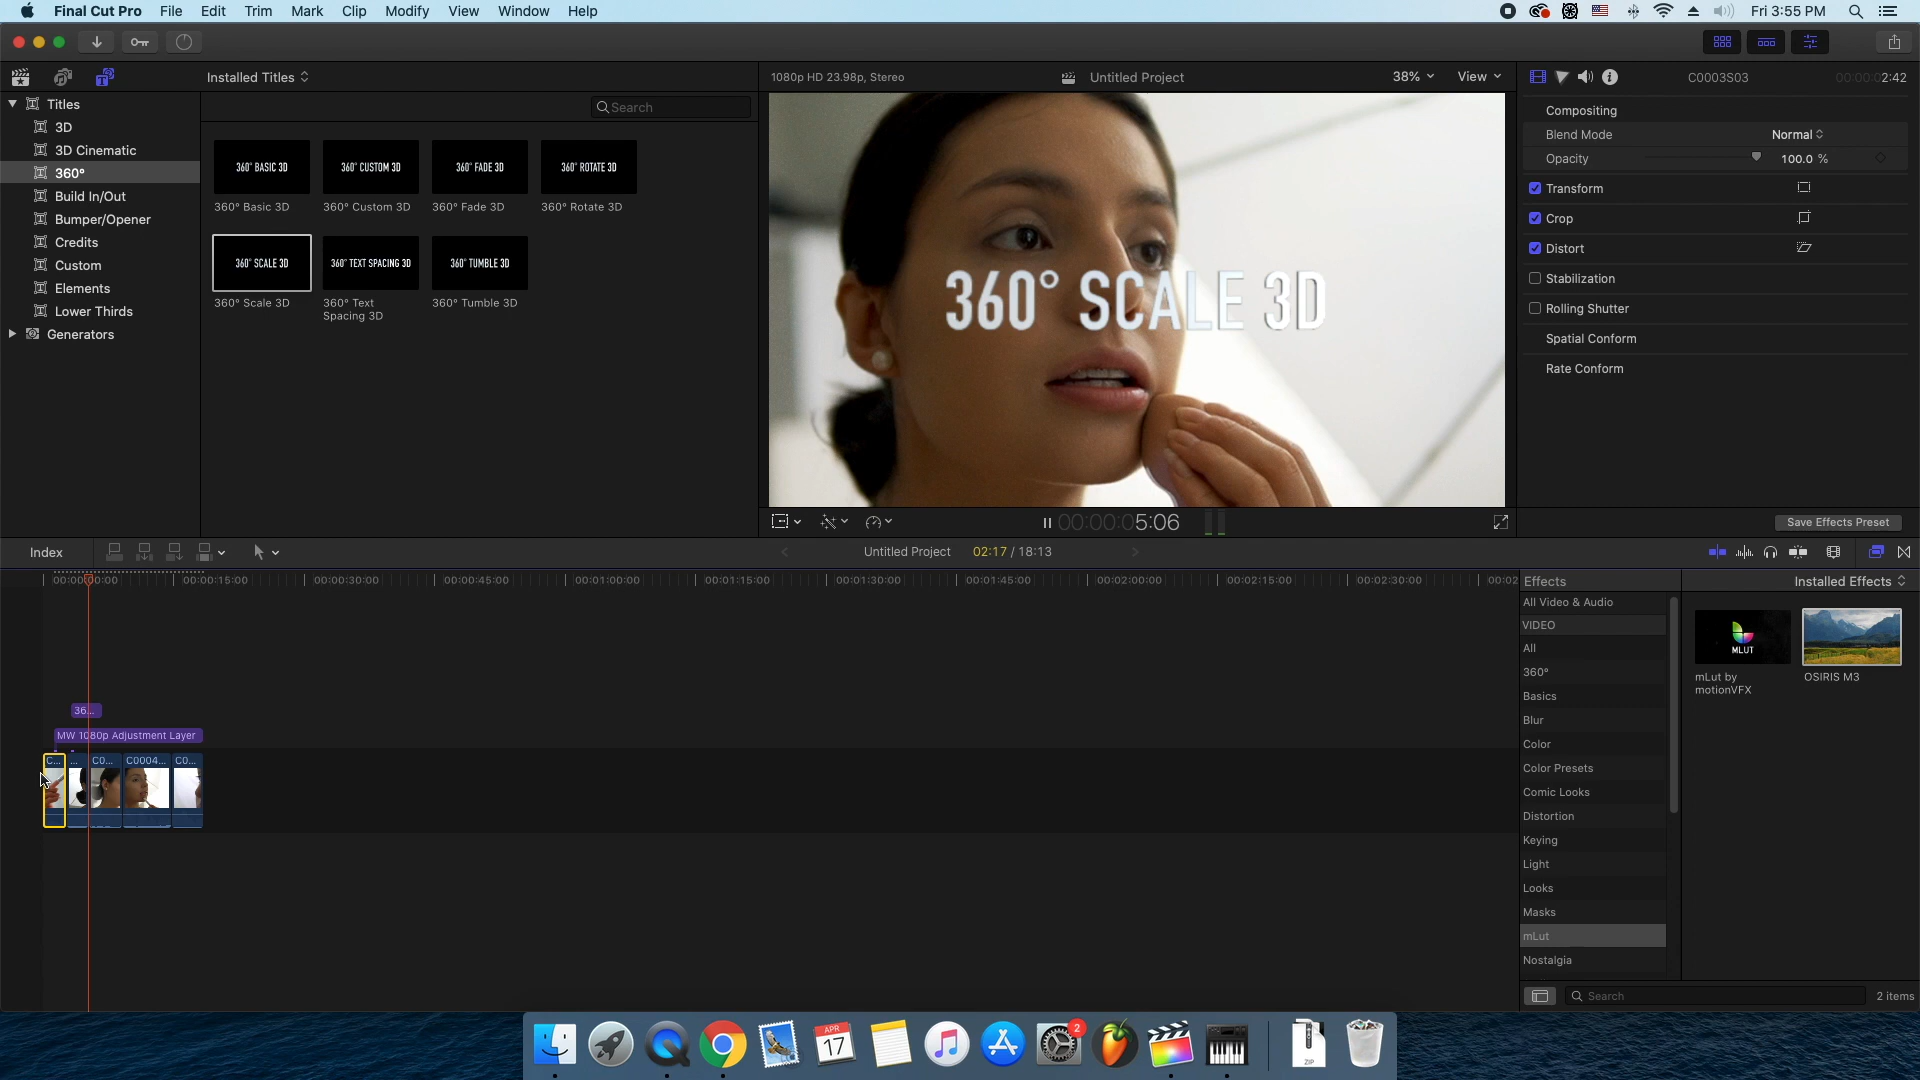 Final Cut Pro File Edit Trim Mark Clip Modify View Window Help
Fri 3:55 PM
Installed Titles
1080p HD 23.98p, Stereo
Untitled Project
38%
View
C0003S03
00:00:02:42
Titles
3D
3D Cinematic
360°
Build In/Out
Bumper/Opener
Credits
Custom
Elements
Lower Thirds
Generators
Search
360° BASIC 3D
360° CUSTOM 3D
360° FADE 3D
360° ROTATE 3D
360° Basic 3D
360° Custom 3D
360° Fade 3D
360° Rotate 3D
360° SCALE 3D
360° TEXT SPACING 3D
360° TUMBLE 3D
360° Scale 3D
360° Text
Spacing 3D
360° Tumble 3D
360° SCALE 3D
00:00:05:06
Compositing
Blend Mode
Normal
Opacity
100.0 %
Transform
Crop
Distort
Stabilization
Rolling Shutter
Spatial Conform
Rate Conform
Save Effects Preset
Index
Untitled Project
02:17 / 18:13
00:00:00:00
00:00:15:00
00:00:30:00
00:00:45:00
00:01:00:00
00:01:15:00
00:01:30:00
00:01:45:00
00:02:00:00
00:02:15:00
00:02:30:00
00:02
36...
MW 1080p Adjustment Layer
C...
...
C0...
C0004...
C0...
Effects
Installed Effects
All Video & Audio
VIDEO
All
360°
Basics
Blur
Color
Color Presets
Comic Looks
Distortion
Keying
Light
Looks
Masks
mLut
Nostalgia
MLUT
mLut by
motionVFX
OSIRIS M3
Search
2 items
APR
17
2
ZIP